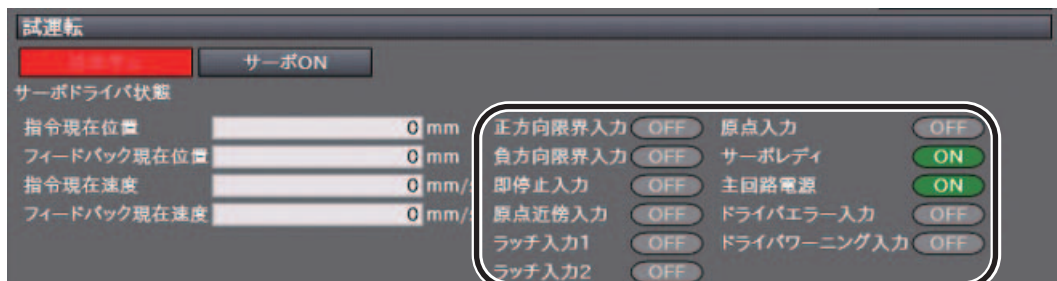 試運転
サーボON
サーボドライバ状態
指令現在位置 0 mm 正方向限界入力 OFF 原点入力 OFF
フィードバック現在位置 0 mm 負方向限界入力 OFF サーボレディ ON
指令現在速度 0 mm/s 即停止入力 OFF 主回路電源 ON
フィードバック現在速度 0 mm/ 原点近傍入力 OFF ドライバエラー入力 OFF
ラッチ入力1 OFF ドライバワーニング入力 OFF
ラッチ入力2 OFF